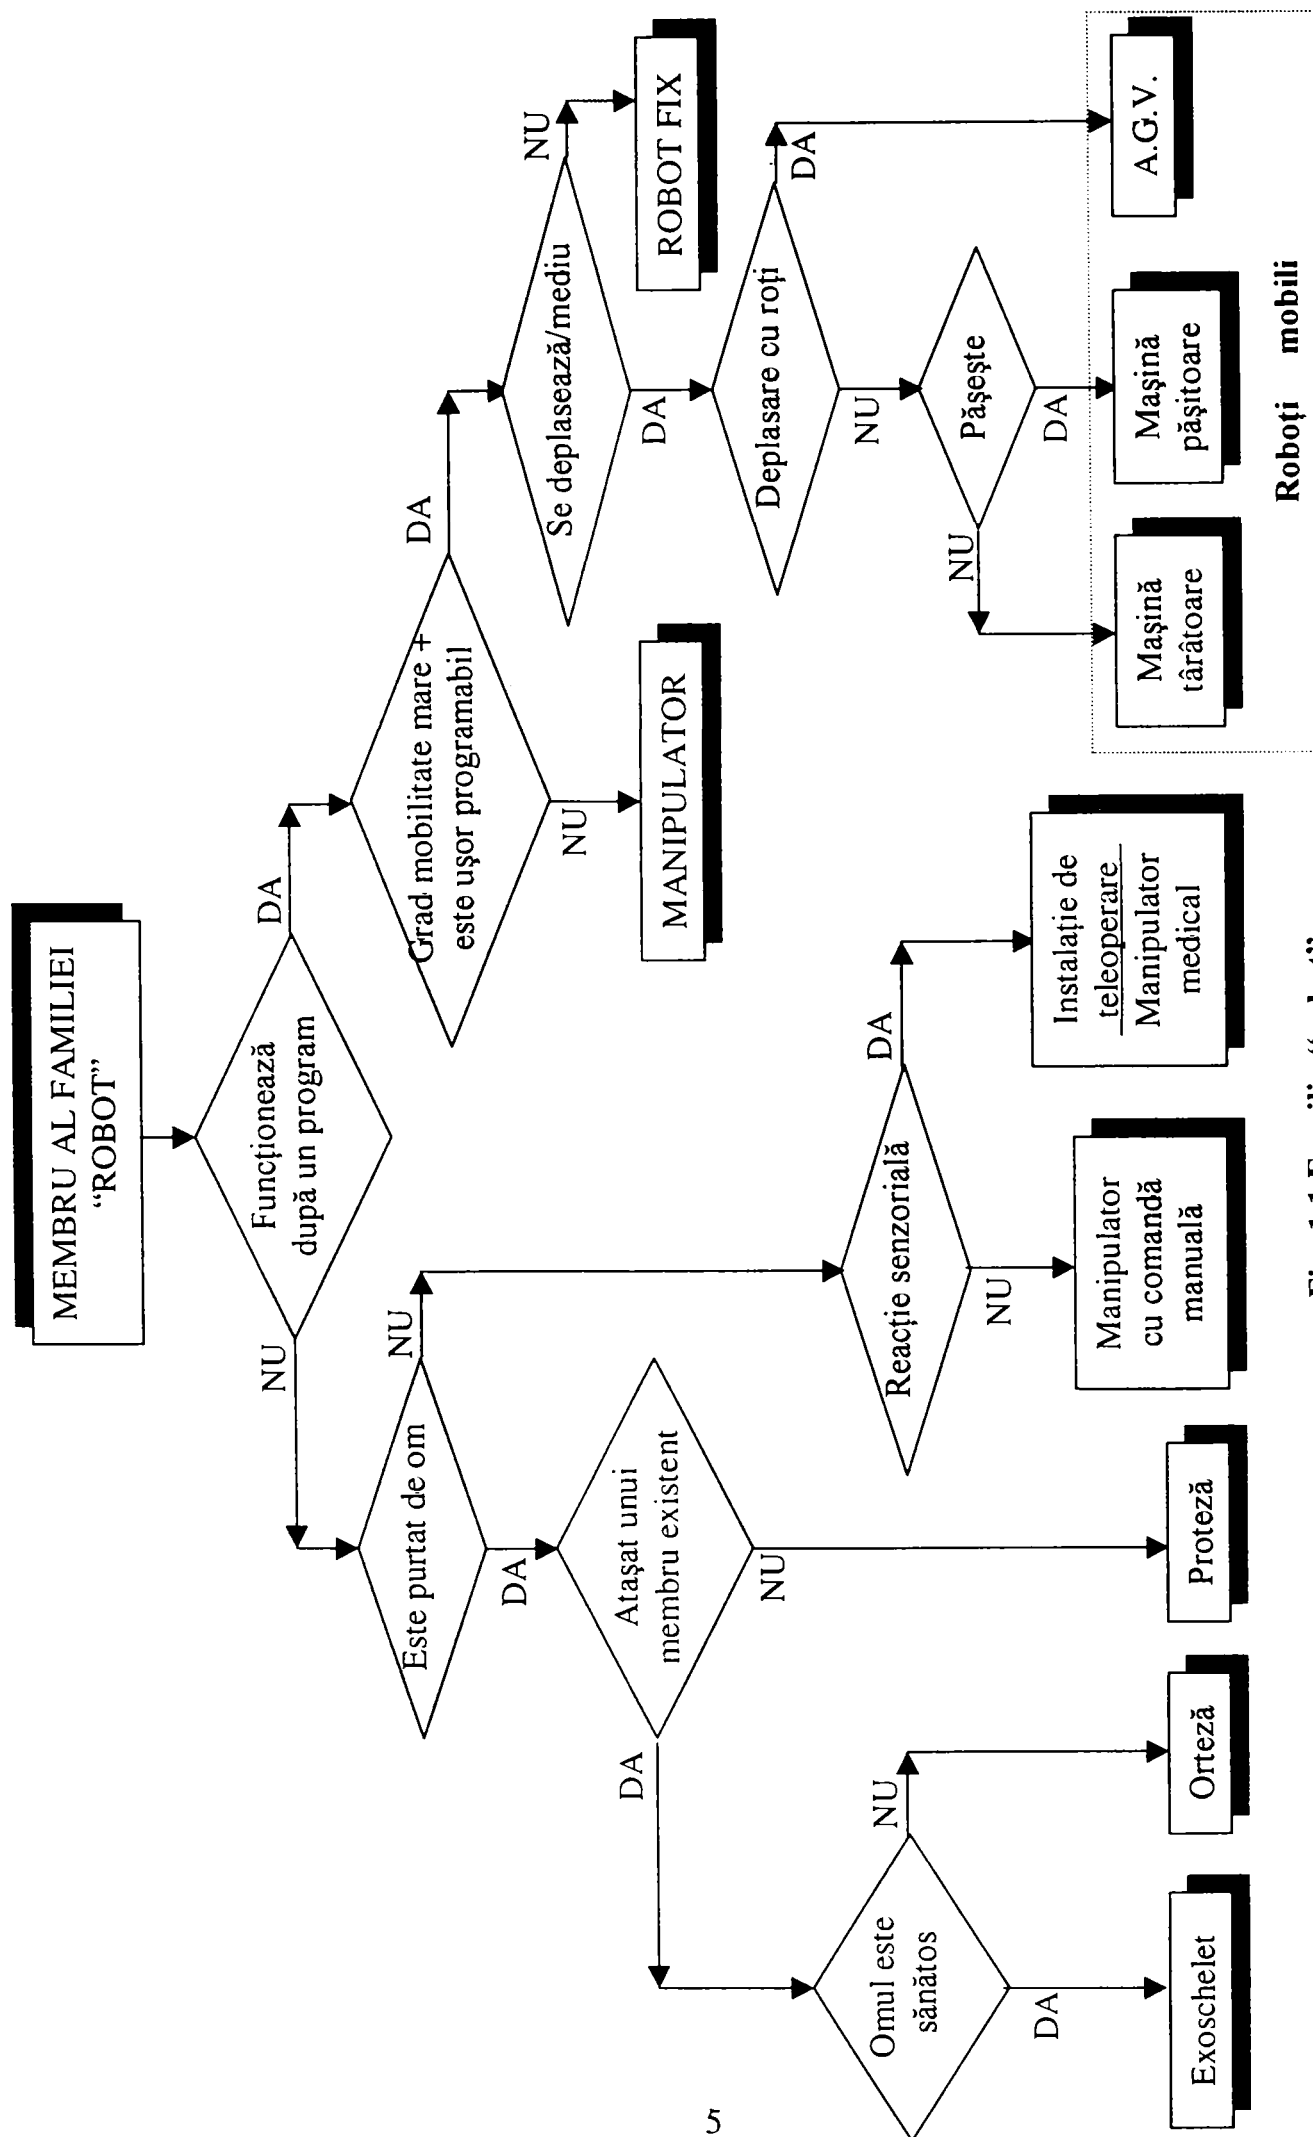 MEMBRU AL FAMILIEI
“ROBOT”
Funcționează
după un program
NU
DA
Este purtat de om
NU
DA
Grad mobilitate mare +
este ușor programabil
DA
NU
Se deplasează/mediu
NU
DA
ROBOT FIX
MANIPULATOR
Atașat unui
membru existent
DA
NU
Deplasare cu roți
DA
NU
Reacție senzorială
DA
NU
Omul este
sănătos
NU
DA
Pășește
NU
DA
Exoschelet
Orteză
Proteză
Manipulator
cu comandă
manuală
Instalație de
teleoperare
Manipulator
medical
Mașină
târâtoare
Mașină
pășitoare
A.G.V.
Roboți mobili
5